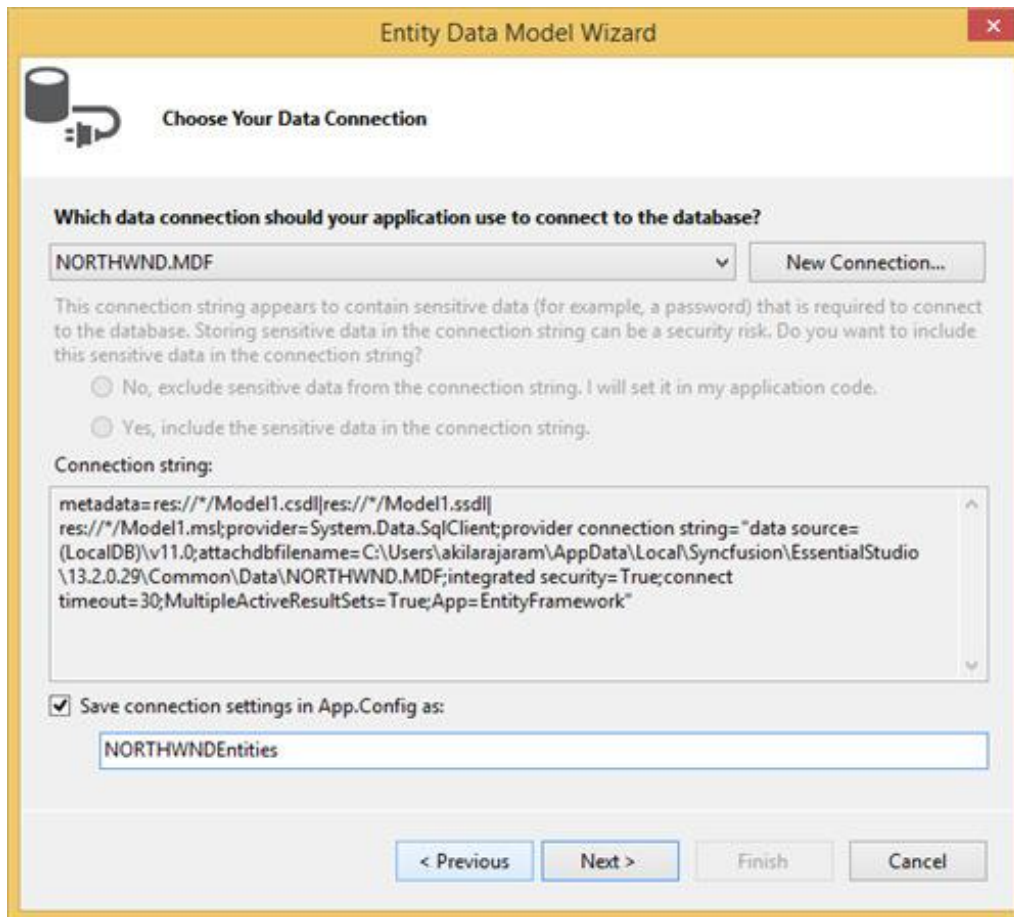 Entity Data Model Wizard
Choose Your Data Connection
Which data connection should your application use to connect to the database?
NORTHWND.MDF
New Connection...
This connection string appears to contain sensitive data (for example, a password) that is required to connect
to the database. Storing sensitive data in the connection string can be a security risk. Do you want to include
this sensitive data in the connection string?
No, exclude sensitive data from the connection string. I will set it in my application code.
Yes, include the sensitive data in the connection string.
Connection string:
metadata=res://*/Model1.csdl|res://*/Model1.ssdl|
res://*/Model1.msl;provider=System.Data.SqlClient;provider connection string="data source=
(LocalDB)\v11.0;attachdbfilename=C:\Users\akilarajaram\AppData\Local\Syncfusion\EssentialStudio
\13.2.0.29\Common\Data\NORTHWND.MDF;integrated security=True;connect
timeout=30;MultipleActiveResultSets=True;App=EntityFramework"
Save connection settings in App.Config as:
NORTHWNDEntities
< Previous
Next >
Finish
Cancel